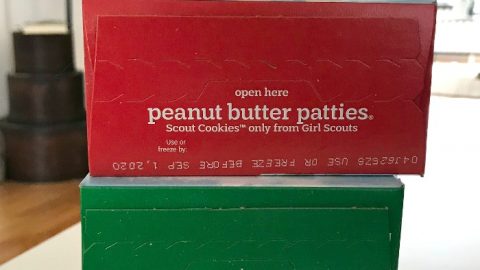 open here
peanut butter patties®
Scout Cookies™ only from Girl Scouts
Use or
freeze by:
04J6262526 USE OR FREEZE BEFORE SEP 1,2020